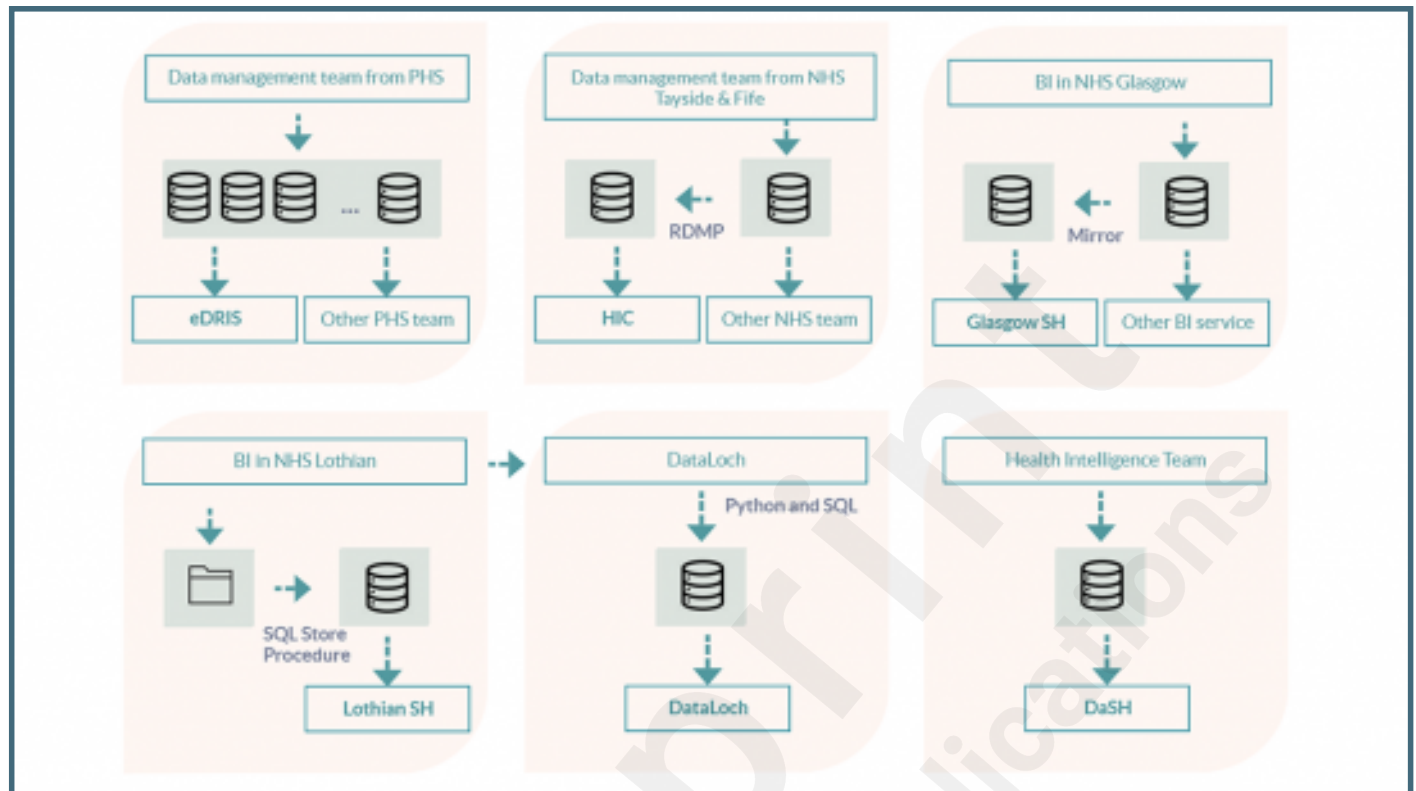 Data management team from PHS
...
eDRIS
Other PHS team
Data management team from NHS
Tayside & Fife
RDMP
HIC
Other NHS team
BI in NHS Glasgow
Mirror
Glasgow SH
Other BI service
BI in NHS Lothian
SQL Store
Procedure
Lothian SH
DataLoch
Python and SQL
DataLoch
Health Intelligence Team
DaSH
print
lications